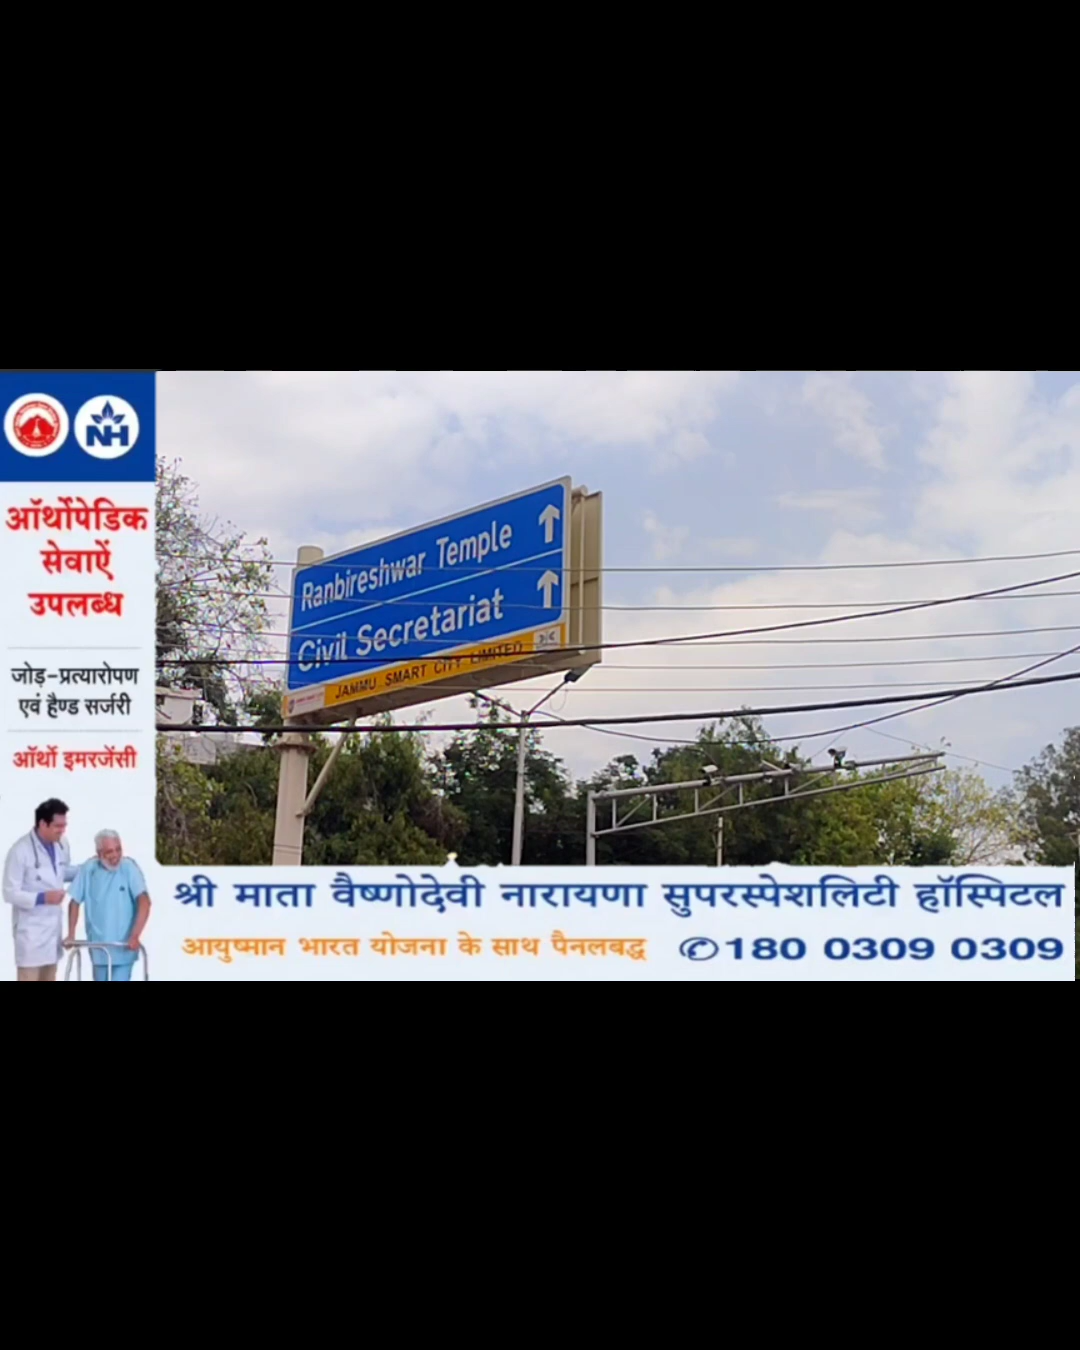 NH
ऑर्थोपेडिक
सेवाऐं
उपलब्ध
जोड़-प्रत्यारोपण
एवं हैण्ड सर्जरी
ऑर्थो इमरजेंसी
Ranbireshwar Temple
Civil Secretariat
JAMMU SMART CITY LIMITED
श्री माता वैष्णोदेवी नारायणा सुपरस्पेशलिटी हॉस्पिटल
आयुष्मान भारत योजना के साथ पैनलबद्ध
180 0309 0309